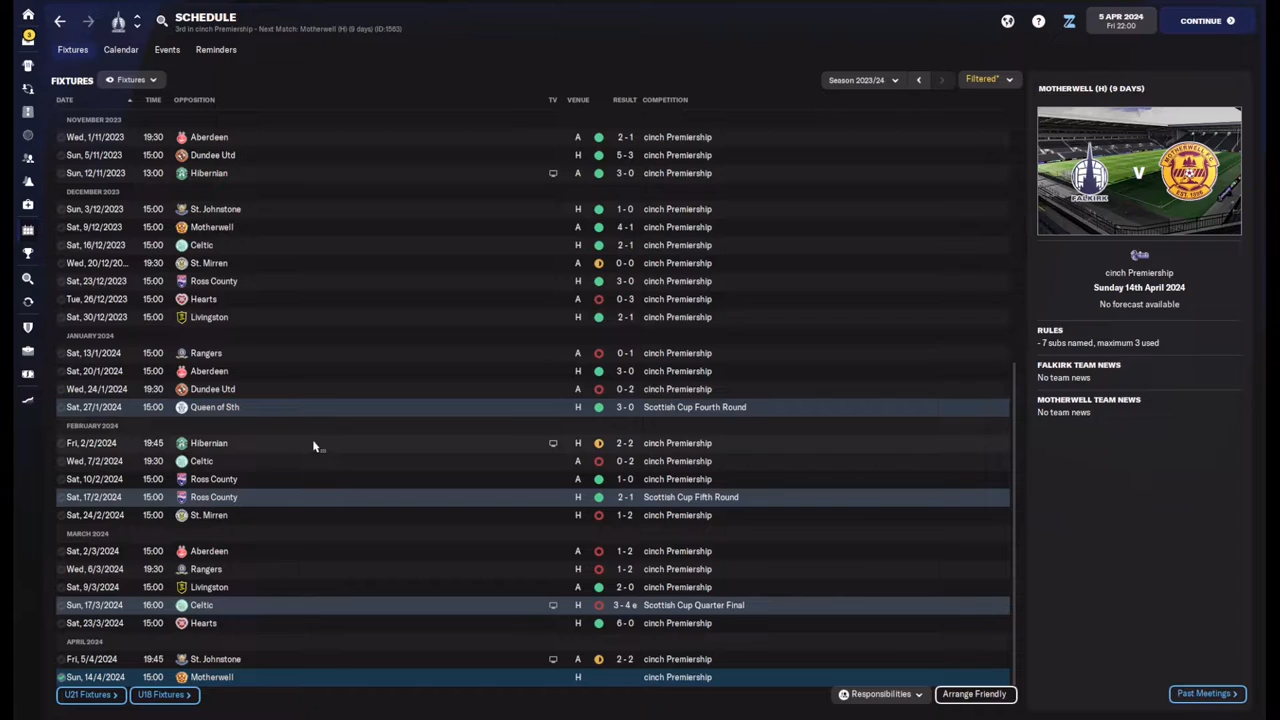 SCHEDULE
3rd in cinch Premiership - Next Match: Motherwell (H) (9 days) (ID:1563)
3
5 APR 2024
Fri 22:00
CONTINUE
Fixtures Calendar Events Reminders
FIXTURES Fixtures Season 2023/24 Filtered*
DATE TIME OPPOSITION TV VENUE RESULT COMPETITION
NOVEMBER 2023
Wed, 1/11/2023 19:30 Aberdeen A 2 - 1 cinch Premiership
Sun, 5/11/2023 15:00 Dundee Utd H 5 - 3 cinch Premiership
Sun, 12/11/2023 13:00 Hibernian A 3 - 0 cinch Premiership
DECEMBER 2023
Sun, 3/12/2023 15:00 St. Johnstone H 1 - 0 cinch Premiership
Sat, 9/12/2023 15:00 Motherwell A 4 - 1 cinch Premiership
Sat, 16/12/2023 15:00 Celtic H 2 - 1 cinch Premiership
Wed, 20/12/20... 19:30 St. Mirren A 0 - 0 cinch Premiership
Sat, 23/12/2023 15:00 Ross County H 3 - 0 cinch Premiership
Tue, 26/12/2023 15:00 Hearts A 0 - 3 cinch Premiership
Sat, 30/12/2023 15:00 Livingston H 2 - 1 cinch Premiership
JANUARY 2024
Sat, 13/1/2024 15:00 Rangers A 0 - 1 cinch Premiership
Sat, 20/1/2024 15:00 Aberdeen A 3 - 0 cinch Premiership
Wed, 24/1/2024 19:30 Dundee Utd A 0 - 2 cinch Premiership
Sat, 27/1/2024 15:00 Queen of Sth H 3 - 0 Scottish Cup Fourth Round
FEBRUARY 2024
Fri, 2/2/2024 19:45 Hibernian H 2 - 2 cinch Premiership
Wed, 7/2/2024 19:30 Celtic A 0 - 2 cinch Premiership
Sat, 10/2/2024 15:00 Ross County A 1 - 0 cinch Premiership
Sat, 17/2/2024 15:00 Ross County H 2 - 1 Scottish Cup Fifth Round
Sat, 24/2/2024 15:00 St. Mirren H 1 - 2 cinch Premiership
MARCH 2024
Sat, 2/3/2024 15:00 Aberdeen A 1 - 2 cinch Premiership
Wed, 6/3/2024 19:30 Rangers H 1 - 2 cinch Premiership
Sat, 9/3/2024 15:00 Livingston A 2 - 0 cinch Premiership
Sun, 17/3/2024 16:00 Celtic H 3 - 4 e Scottish Cup Quarter Final
Sat, 23/3/2024 15:00 Hearts H 6 - 0 cinch Premiership
APRIL 2024
Fri, 5/4/2024 19:45 St. Johnstone A 2 - 2 cinch Premiership
Sun, 14/4/2024 15:00 Motherwell H cinch Premiership
U21 Fixtures > U18 Fixtures > Responsibilities Arrange Friendly Past Meetings >
MOTHERWELL (H) (9 DAYS)
FALKIRK V MOTHERWELL F.C.
cinch Premiership
Sunday 14th April 2024
No forecast available
RULES
- 7 subs named, maximum 3 used
FALKIRK TEAM NEWS
No team news
MOTHERWELL TEAM NEWS
No team news